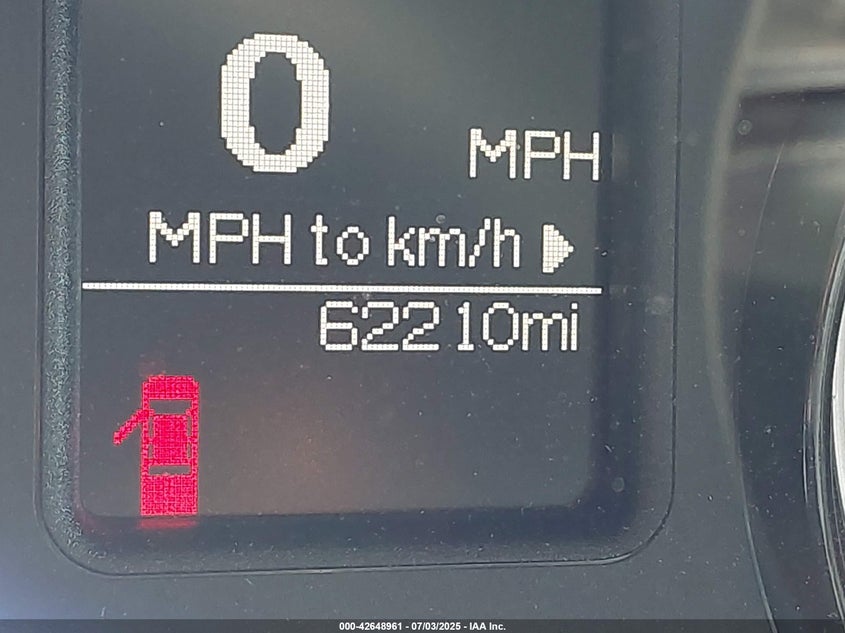 0
MPH
MPH to km/h ▶
62210mi
000-42648961 - 07/03/2025 - IAA Inc.